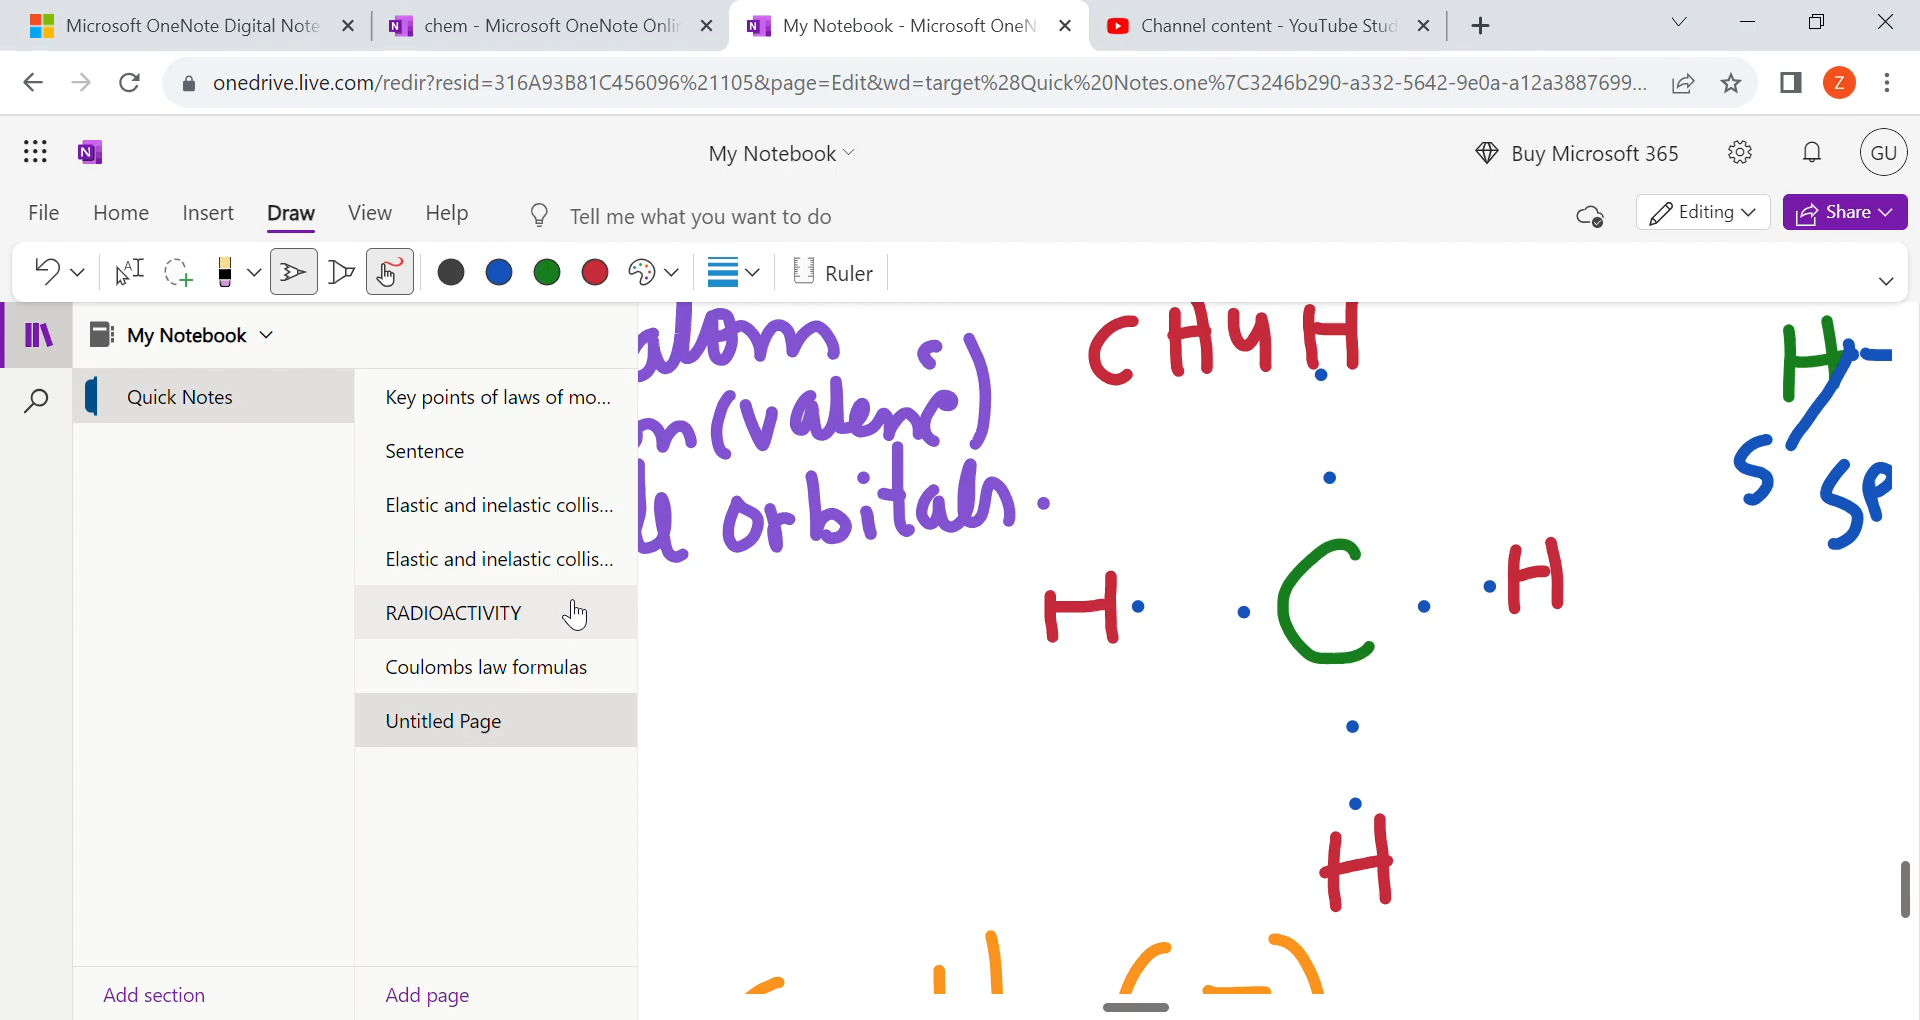 Microsoft OneNote Digital Note
chem - Microsoft OneNote Onli
My Notebook - Microsoft OneN
Channel content - YouTube Stud
onedrive.live.com/redir?resid=316A93B81C456096%21105&page=Edit&wd=target%28Quick%20Notes.one%7C3246b290-a332-5642-9e0a-a12a3887699...
Z
N
My Notebook
Buy Microsoft 365
GU
File Home Insert Draw View Help
Tell me what you want to do
Editing
Share
Ruler
My Notebook
Quick Notes
Key points of laws of mo...
Sentence
Elastic and inelastic collis...
Elastic and inelastic collis...
RADIOACTIVITY
Coulombs law formulas
Untitled Page
Add section
Add page
atom
(valence)
orbitals.
CH4 H
H
S SP
H C H
H